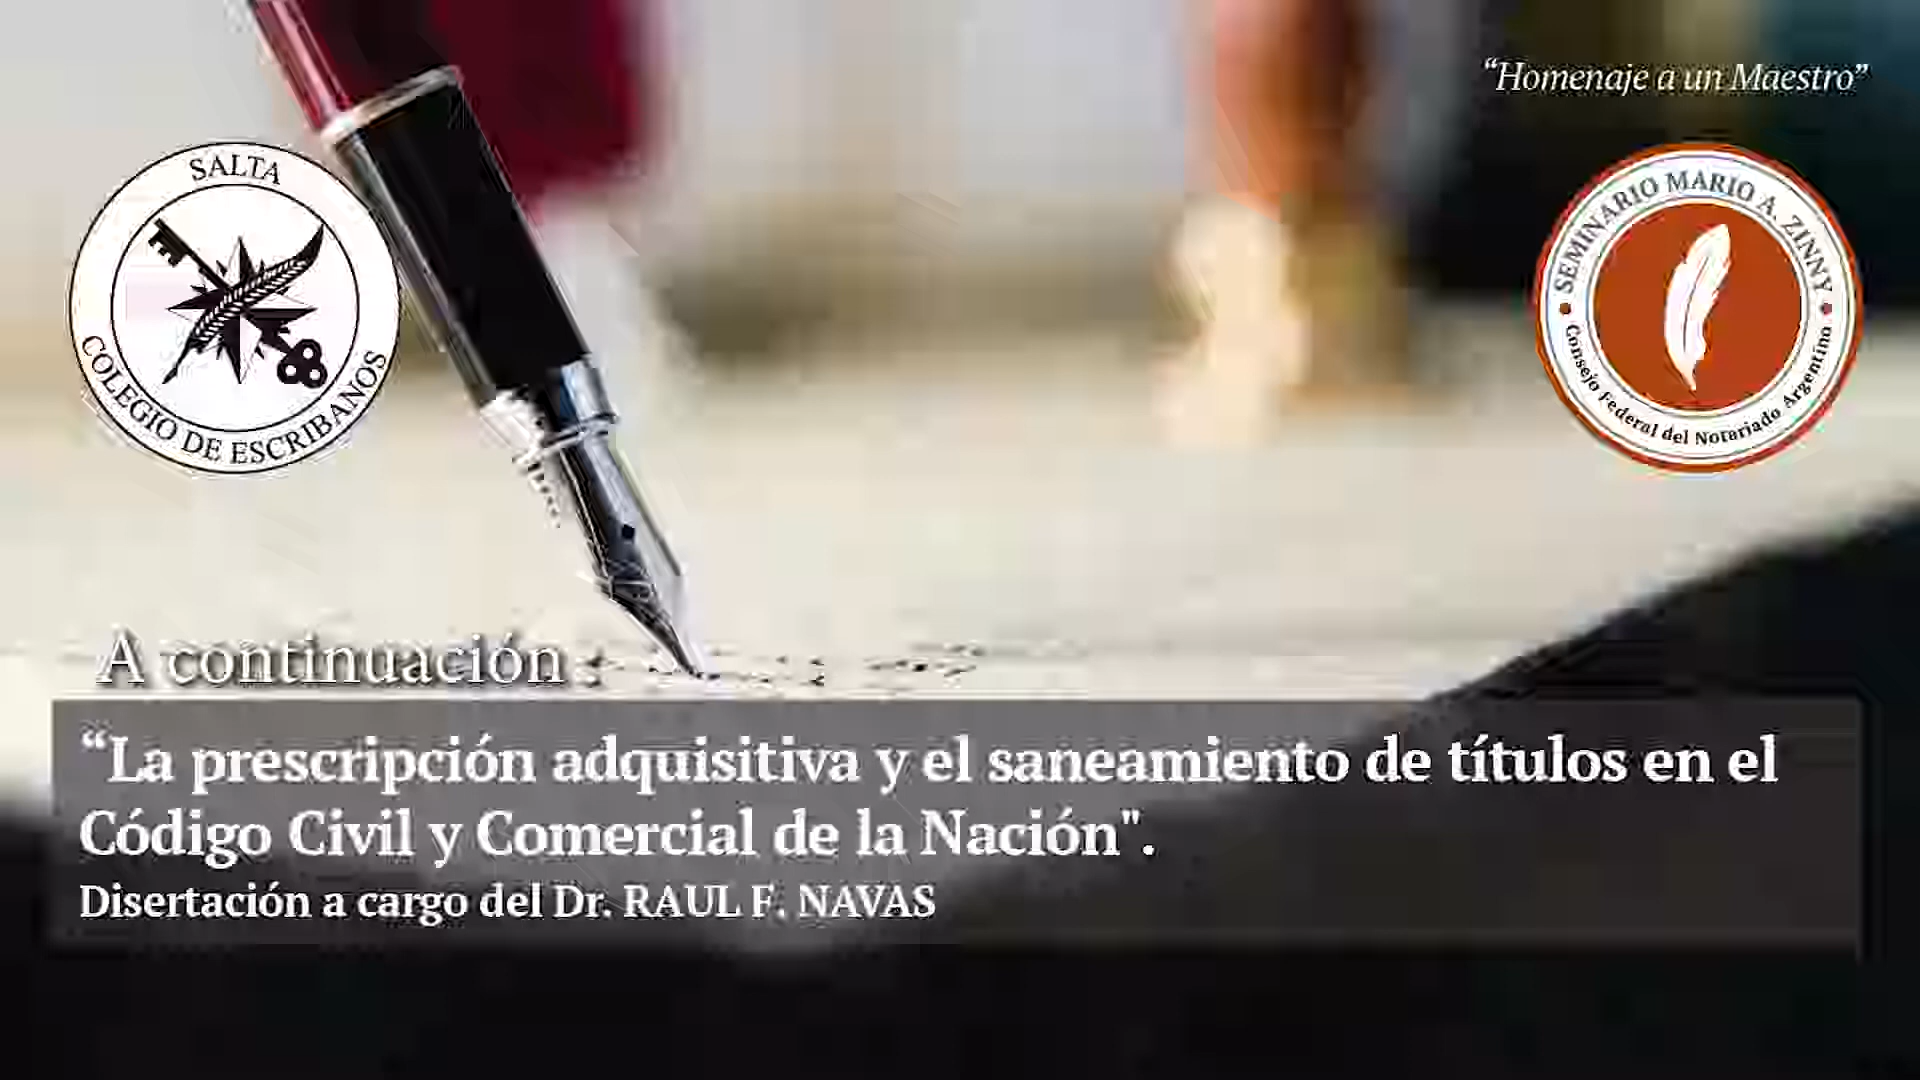 “Homenaje a un Maestro”
SALTA
COLEGIO DE ESCRIBANOS
SEMINARIO MARIO A. ZINNY
Consejo Federal del Notariado Argentino
A continuación :
“La prescripción adquisitiva y el saneamiento de títulos en el
Código Civil y Comercial de la Nación".
Disertación a cargo del Dr. RAUL F. NAVAS